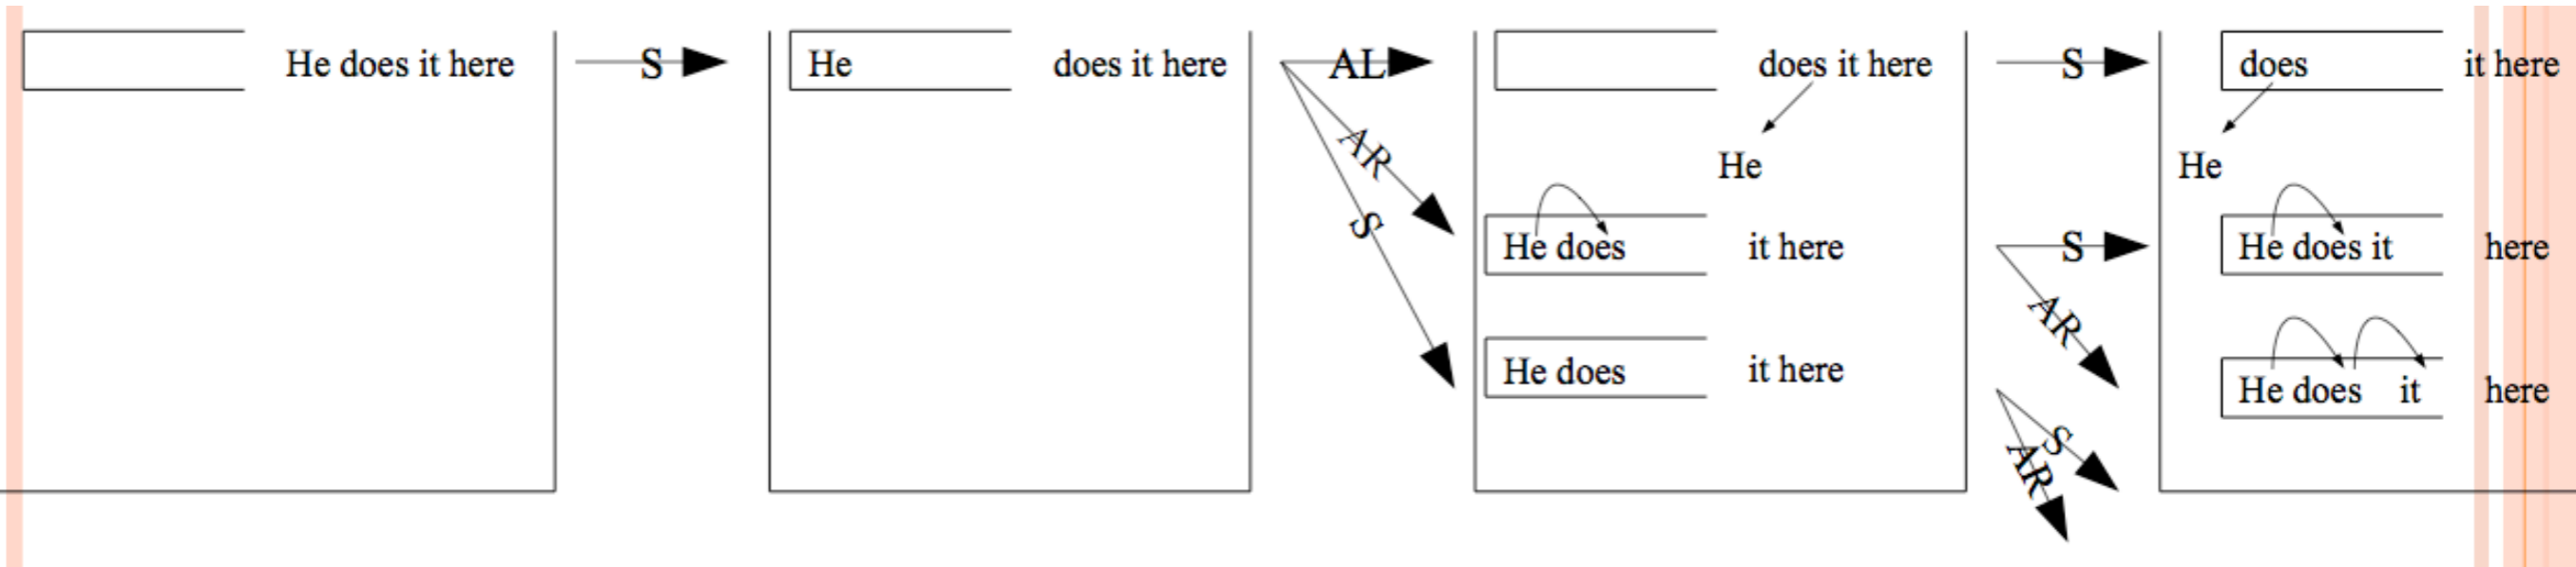 He does it here
S
He
does it here
AL
AR
S
does it here
He
He does
it here
He does
it here
S
S
AR
S
AR
does
it here
He
He does it
here
He does it
here